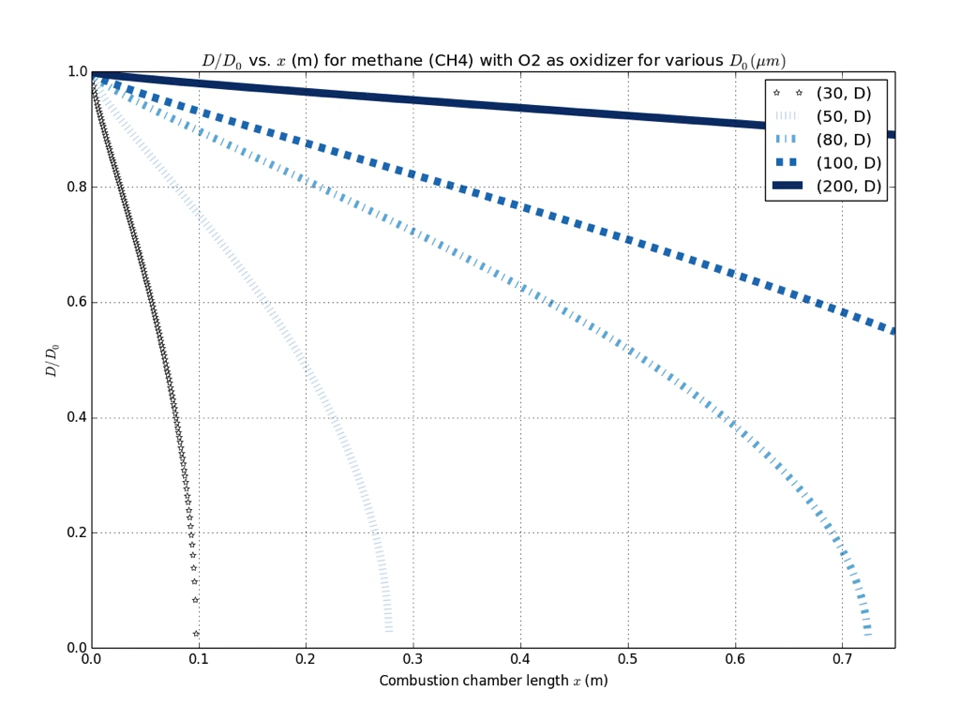 D/D₀ vs. x (m) for methane (CH4) with O2 as oxidizer for various D₀(μm)
1.0
0.8
0.6
0.4
0.2
0.0
D/D₀
(30, D)
(50, D)
(80, D)
(100, D)
(200, D)
0.0 0.1 0.2 0.3 0.4 0.5 0.6 0.7
Combustion chamber length x (m)